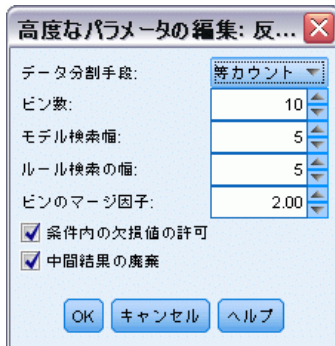 高度なパラメータの編集: 反...
データ分割手段: 等カウント
ビン数: 10
モデル検索幅: 5
ルール検索の幅: 5
ビンのマージ因子: 2.00
条件内の欠損値の許可
中間結果の廃棄
OK キャンセル ヘルプ